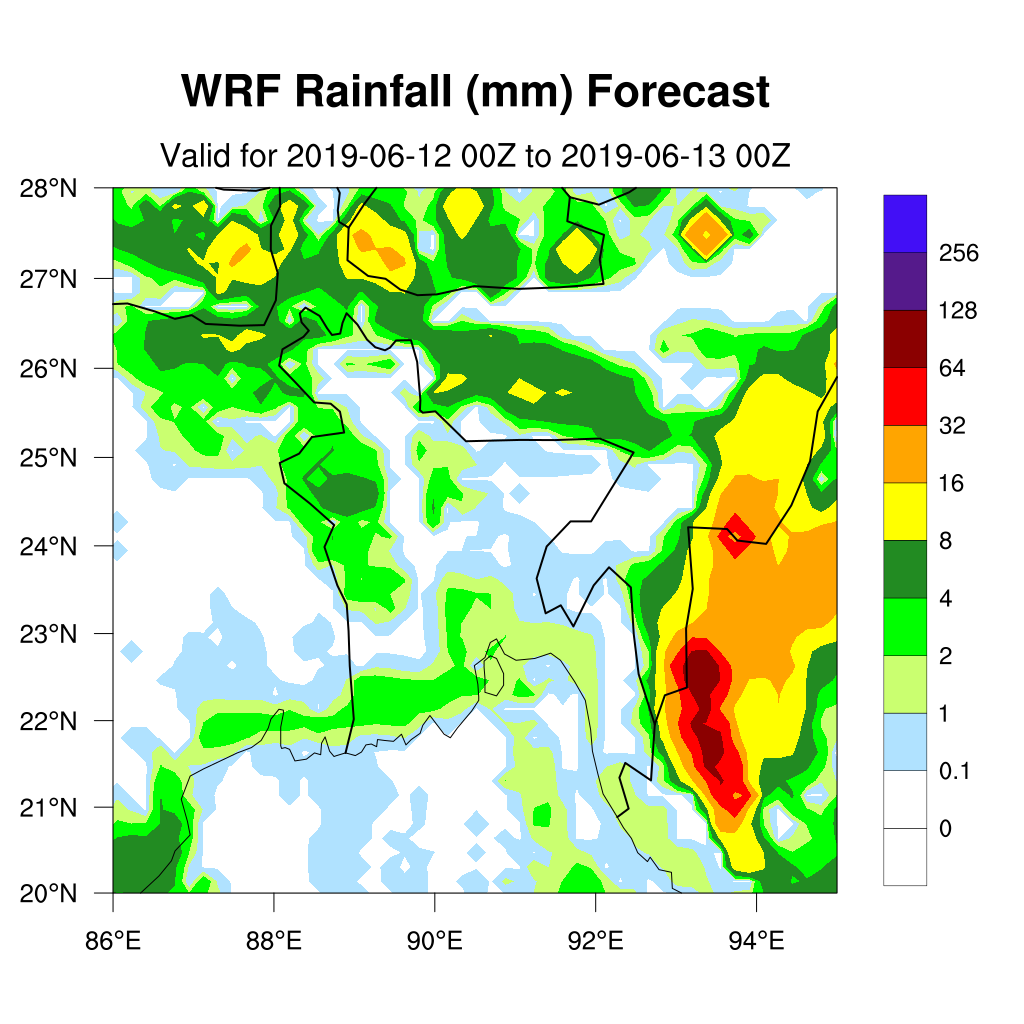 WRF Rainfall (mm) Forecast
Valid for 2019-06-12 00Z to 2019-06-13 00Z
28°N
27°N
26°N
25°N
24°N
23°N
22°N
21°N
20°N
86°E
88°E
90°E
92°E
94°E
256
128
64
32
16
8
4
2
1
0.1
0